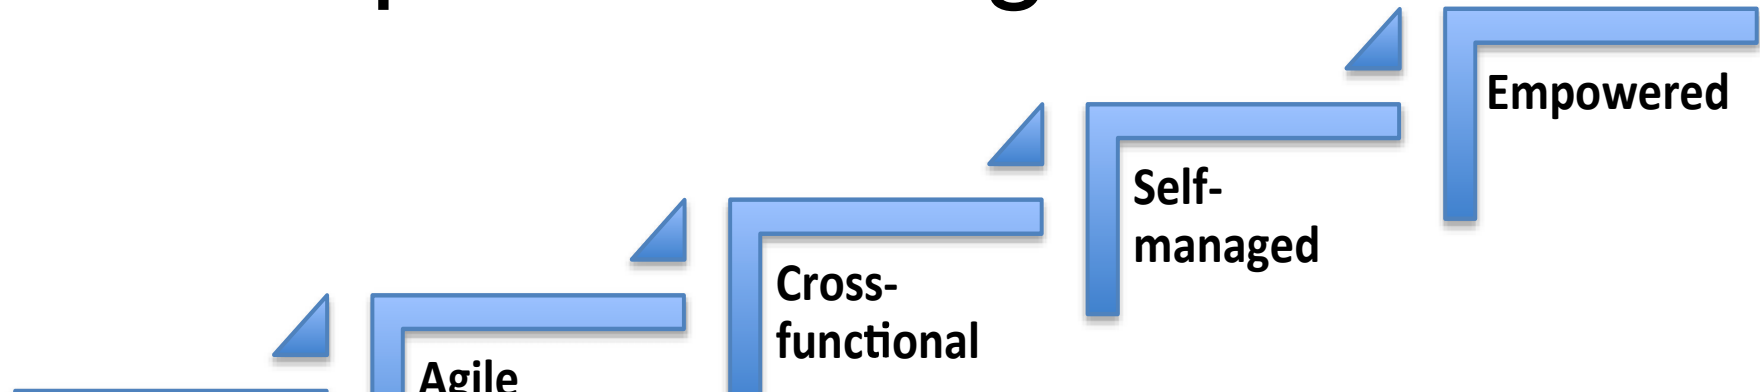 Empowered
Self-
managed
Cross-
functional
Agile